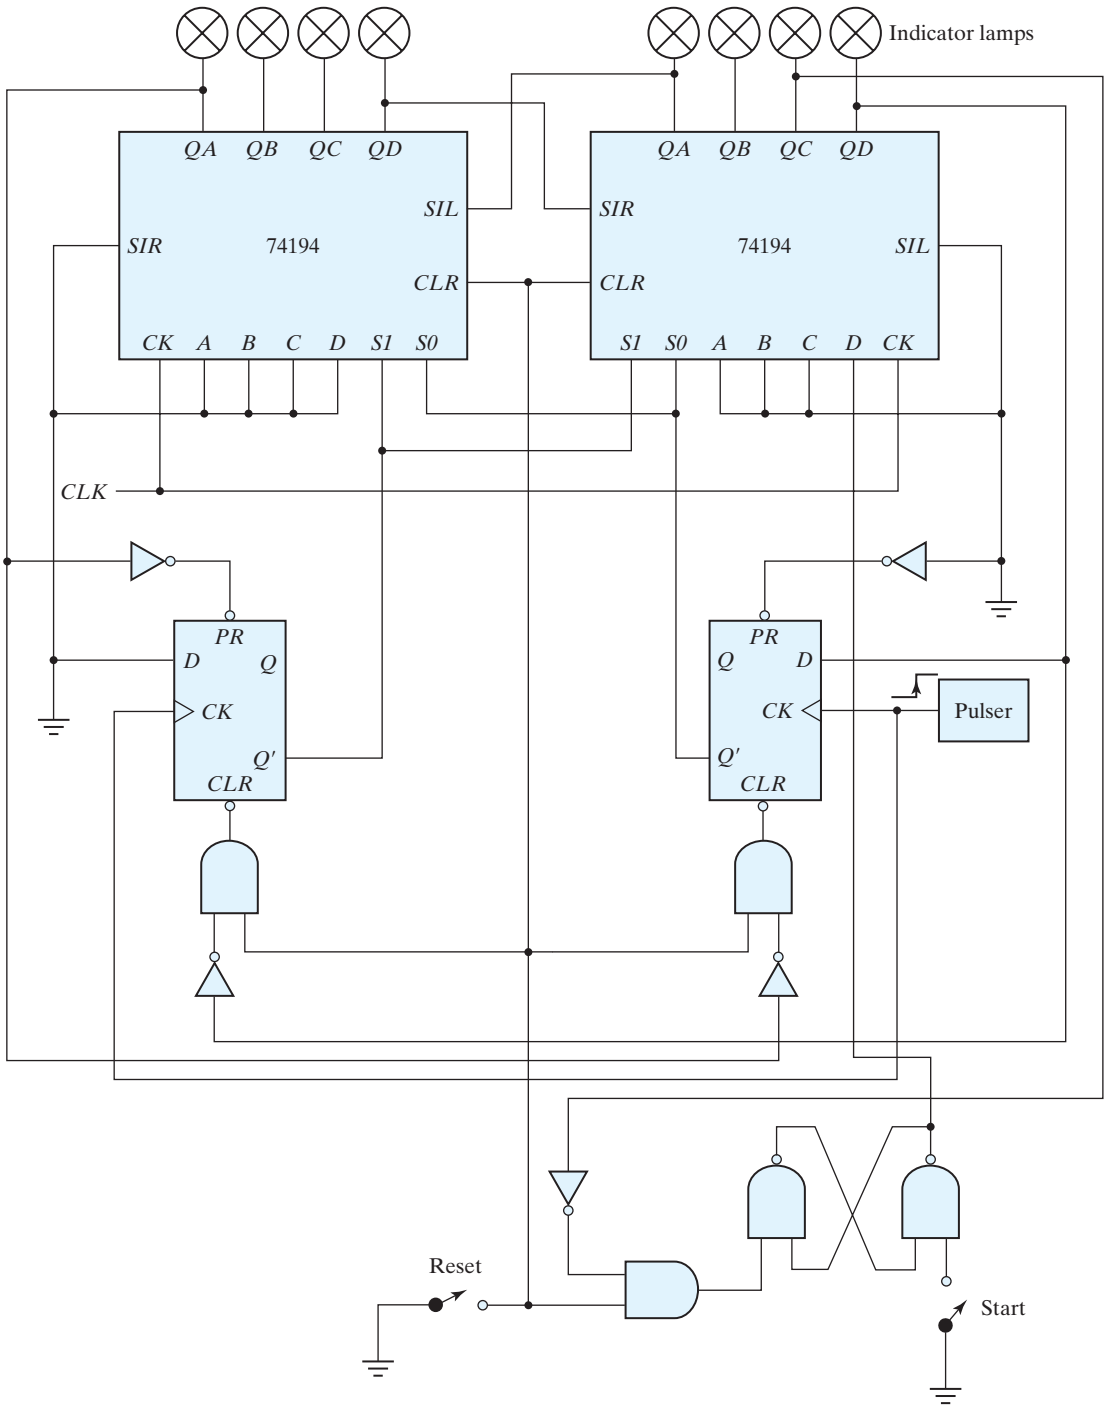 Indicator lamps
QA QB QC QD
QA QB QC QD
SIL
SIR
SIR
74194
74194
SIL
CLR
CLR
CK A B C D S1 S0
S1 S0 A B C D CK
CLK
PR
PR
D Q
Q D
CK
CK
Pulser
Q'
Q'
CLR
CLR
Reset
Start